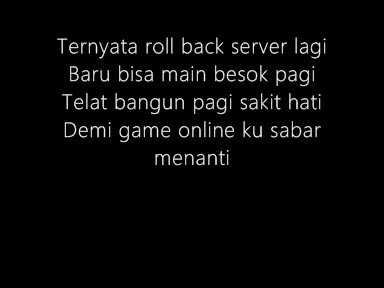 Ternyata roll back server lagi
Baru bisa main besok pagi
Telat bangun pagi sakit hati
Demi game online ku sabar
menanti